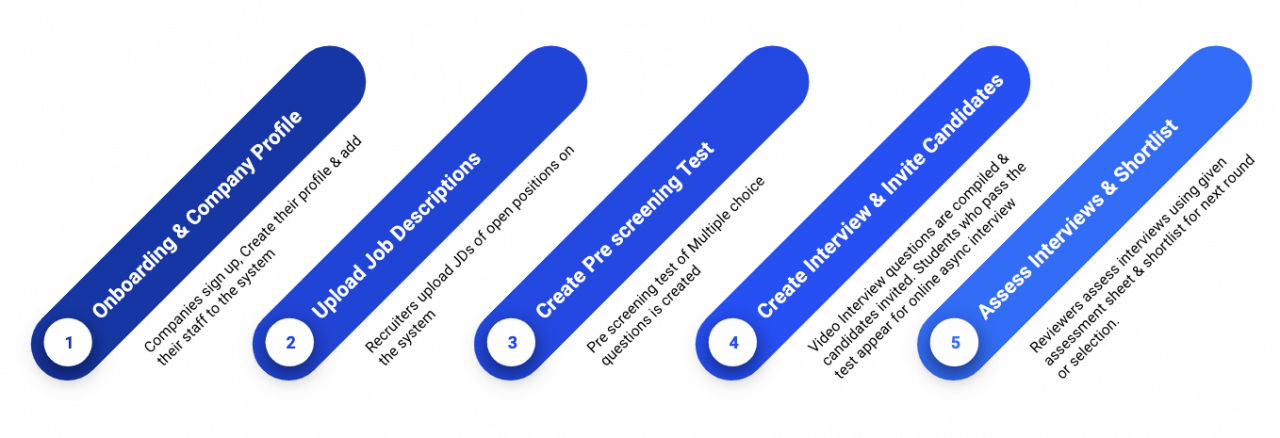 1
Onboarding & Company Profile
Companies sign up, Create their profile & add
their staff to the system
2
Upload Job Descriptions
Recruiters upload JDs of open positions on
the system
3
Create Pre screening Test
Pre screening test of Multiple choice
questions is created
4
Create Interview & Invite Candidates
Video Interview questions are compiled &
candidates invited. Students who pass the
test appear for online async interview
5
Assess Interviews & Shortlist
Reviewers assess interviews using given
assessment sheet & shortlist for next round
or selection.